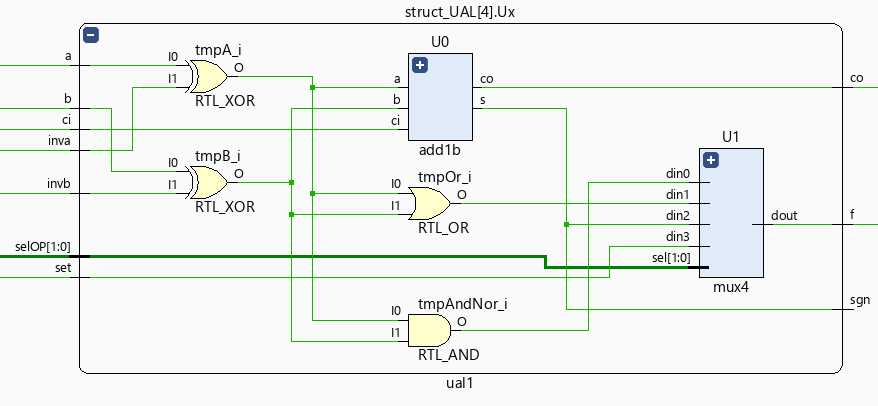 struct_UAL[4].Ux
a
b
ci
inva
invb
selOP[1:0]
set
tmpA_i
I0
I1
O
RTL_XOR
tmpB_i
I0
I1
O
RTL_XOR
U0
a
b
ci
co
s
add1b
tmpOr_i
I0
I1
O
RTL_OR
tmpAndNor_i
I0
I1
O
RTL_AND
U1
din0
din1
din2
din3
sel[1:0]
dout
mux4
co
f
sgn
ual1